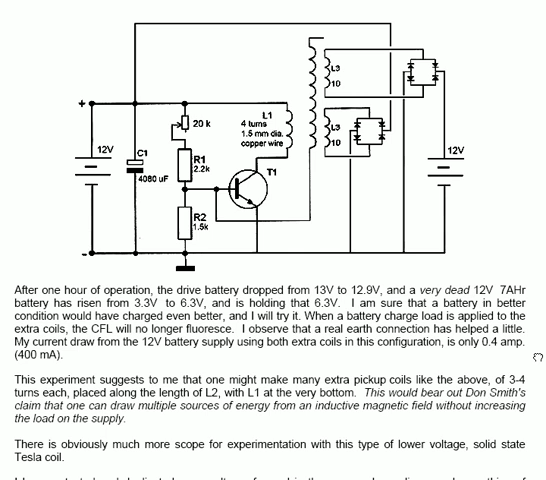 L3
10
+
20 k
L1
4 turns
1.5 mm dia.
copper wire
L3
10
12V
C1
4080 uF
R1
2.2k
T1
12V
R2
1.5k
-
After one hour of operation, the drive battery dropped from 13V to 12.9V, and a very dead 12V 7AHr
battery has risen from 3.3V to 6.3V, and is holding that 6.3V. I am sure that a battery in better
condition would have charged even better, and I will try it. When a battery charge load is applied to the
extra coils, the CFL will no longer fluoresce. I observe that a real earth connection has helped a little.
My current draw from the 12V battery supply using both extra coils in this configuration, is only 0.4 amp.
(400 mA).
This experiment suggests to me that one might make many extra pickup coils like the above, of 3-4
turns each, placed along the length of L2, with L1 at the very bottom. This would bear out Don Smith's
claim that one can draw multiple sources of energy from an inductive magnetic field without increasing
the load on the supply.
There is obviously much more scope for experimentation with this type of lower voltage, solid state
Tesla coil.